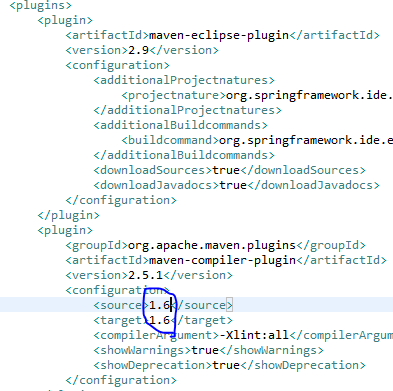 <plugins>
<plugin>
<artifactId>maven-eclipse-plugin</artifactId>
<version>2.9</version>
<configuration>
<additionalProjectnatures>
<projectnature>org.springframework.ide.
</additionalProjectnatures>
<additionalBuildcommands>
<buildcommand>org.springframework.ide.e
</additionalBuildcommands>
<downloadSources>true</downloadSources>
<downloadJavadocs>true</downloadJavadocs>
</configuration>
</plugin>
<plugin>
<groupId>org.apache.maven.plugins</groupId>
<artifactId>maven-compiler-plugin</artifactId>
<version>2.5.1</version>
<configuration>
<source>1.6</source>
<target>1.6</target>
<compilerArgument>-Xlint:all</compilerArgum
<showWarnings>true</showWarnings>
<showDeprecation>true</showDeprecation>